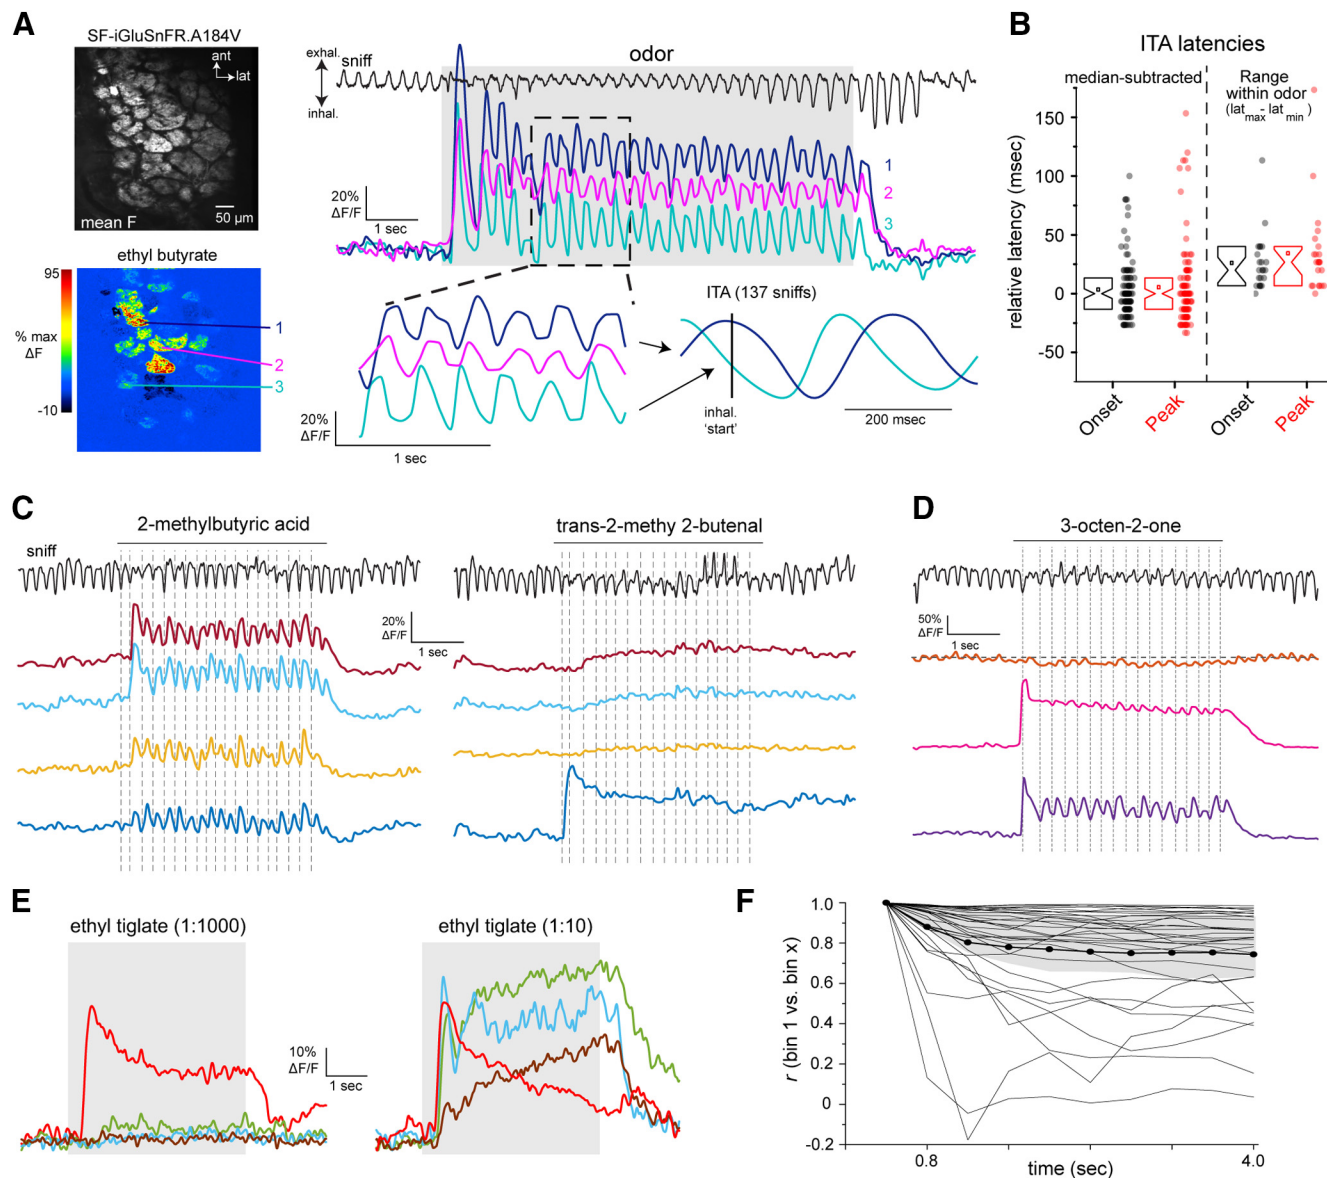 A
SF-iGluSnFR.A184V
ant
lat
mean F
50 µm
ethyl butyrate
95
% max
ΔF
-10
1
2
3
exhal.
sniff
inhal.
odor
20%
ΔF/F
1 sec
1
2
3
20%
ΔF/F
1 sec
ITA (137 sniffs)
inhal.
'start'
200 msec
B
ITA latencies
median-subtracted
Range
within odor
(lat max - lat min)
relative latency (msec)
150
100
50
0
-50
Onset
Peak
Onset
Peak
C
2-methylbutyric acid
trans-2-methy 2-butenal
sniff
20%
ΔF/F
1 sec
D
3-octen-2-one
50%
ΔF/F
1 sec
E
ethyl tiglate (1:1000)
ethyl tiglate (1:10)
10%
ΔF/F
1 sec
F
r (bin 1 vs. bin x)
1.0
0.8
0.6
0.4
0.2
0
-0.2
0.8
4.0
time (sec)